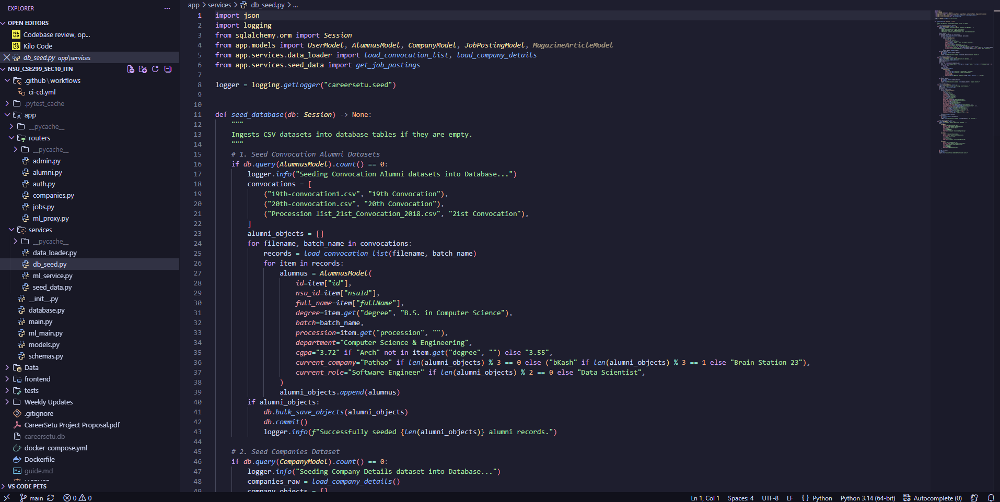 EXPLORER
...
OPEN EDITORS
Codebase review, op...
Kilo Code
db_seed.py app\services
NSU_CSE299_SEC10_ITN
.github\workflows
ci-cd.yml
.pytest_cache
app
__pycache__
routers
__pycache__
admin.py
alumni.py
auth.py
companies.py
jobs.py
ml_proxy.py
services
__pycache__
data_loader.py
db_seed.py
ml_service.py
seed_data.py
__init__.py
database.py
main.py
ml_main.py
models.py
schemas.py
Data
frontend
tests
Weekly Updates
.gitignore
CareerSetu Project Proposal.pdf
careersetu.db
docker-compose.yml
Dockerfile
guide.md
VS CODE PETS
app > services > db_seed.py > ...
1 import json
2 import logging
3 from sqlalchemy.orm import Session
4 from app.models import UserModel, AlumnusModel, CompanyModel, JobPostingModel, MagazineArticleModel
5 from app.services.data_loader import load_convocation_list, load_company_details
6 from app.services.seed_data import get_job_postings
7
8 logger = logging.getLogger("careersetu.seed")
9
10
11 def seed_database(db: Session) -> None:
12     """
13     Ingests CSV datasets into database tables if they are empty.
14     """
15     # 1. Seed Convocation Alumni Datasets
16     if db.query(AlumnusModel).count() == 0:
17         logger.info("Seeding Convocation Alumni datasets into Database...")
18         convocations = [
19             ("19th-convocation1.csv", "19th Convocation"),
20             ("20th-convocation.csv", "20th Convocation"),
21             ("Procession list_21st_Convocation_2018.csv", "21st Convocation"),
22         ]
23         alumni_objects = []
24         for filename, batch_name in convocations:
25             records = load_convocation_list(filename, batch_name)
26             for item in records:
27                 alumnus = AlumnusModel(
28                     id=item["id"],
29                     nsu_id=item["nsuId"],
30                     full_name=item["fullName"],
31                     degree=item.get("degree", "B.S. in Computer Science"),
32                     batch=batch_name,
33                     procession=item.get("procession", ""),
34                     department="Computer Science & Engineering",
35                     cgpa="3.72" if "Arch" not in item.get("degree", "") else "3.55",
36                     current_company="Pathao" if len(alumni_objects) % 3 == 0 else ("bKash" if len(alumni_objects) % 3 == 1 else "Brain Station 23"),
37                     current_role="Software Engineer" if len(alumni_objects) % 2 == 0 else "Data Scientist",
38                 )
39                 alumni_objects.append(alumnus)
40         if alumni_objects:
41             db.bulk_save_objects(alumni_objects)
42             db.commit()
43             logger.info(f"Successfully seeded {len(alumni_objects)} alumni records.")
44
45     # 2. Seed Companies Dataset
46     if db.query(CompanyModel).count() == 0:
47         logger.info("Seeding Company Details dataset into Database...")
48         companies_raw = load_company_details()
49         company_objects = []
main 0 0
Ln 1, Col 1 Spaces: 4 UTF-8 LF { } Python Python 3.14 (64-bit) Autocomplete (0)